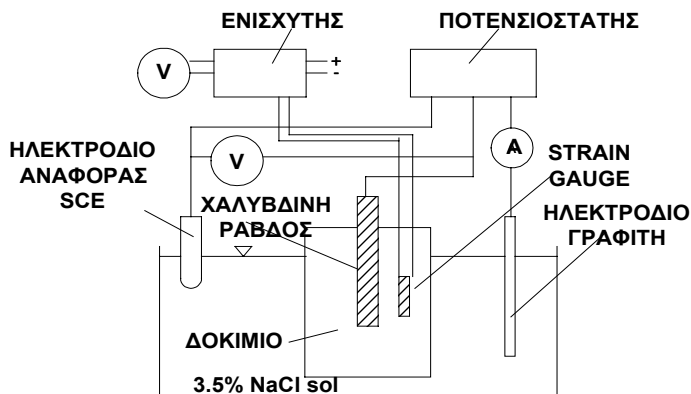 ΕΝΙΣΧΥΤΗΣ
ΠΟΤΕΝΣΙΟΣΤΑΤΗΣ
V
+
-
ΗΛΕΚΤΡΟΔΙΟ
ΑΝΑΦΟΡΑΣ
SCE
V
A
STRAIN
GAUGE
ΧΑΛΥΒΔΙΝΗ
ΡΑΒΔΟΣ
ΗΛΕΚΤΡΟΔΙΟ
ΓΡΑΦΙΤΗ
ΔΟΚΙΜΙΟ
3.5% NaCl sol